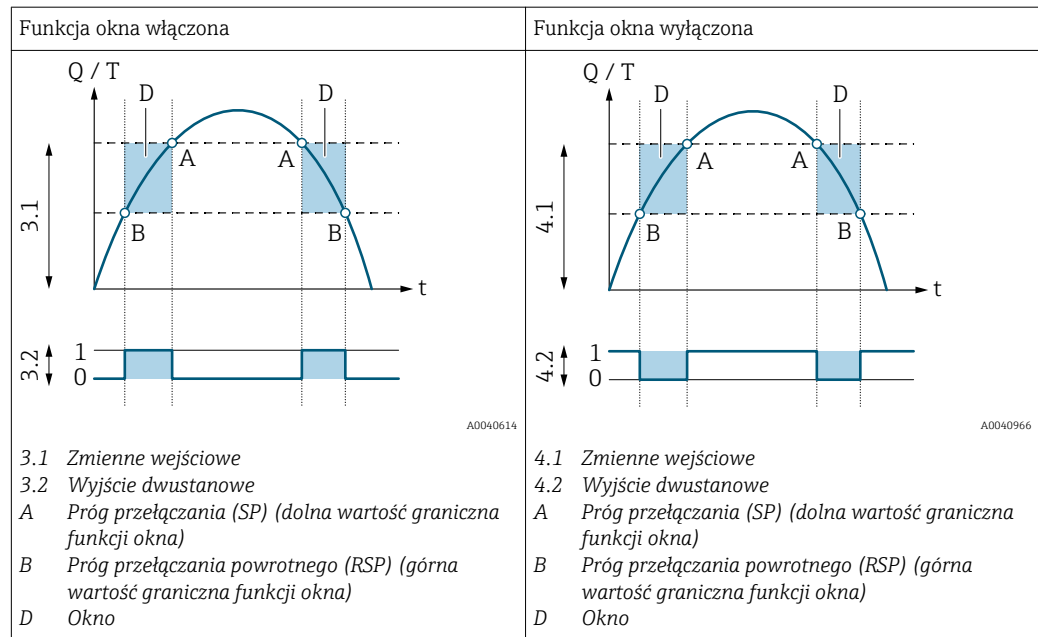 Funkcja okna włączona
Q / T
D
D
A
A
B
B
3.1
t
3.2
1
0
A0040614
3.1 Zmienne wejściowe
3.2 Wyjście dwustanowe
A Próg przełączania (SP) (dolna wartość graniczna
funkcji okna)
B Próg przełączania powrotnego (RSP) (górna
wartość graniczna funkcji okna)
D Okno
Funkcja okna wyłączona
Q / T
D
D
A
A
B
B
4.1
t
4.2
1
0
A0040966
4.1 Zmienne wejściowe
4.2 Wyjście dwustanowe
A Próg przełączania (SP) (dolna wartość graniczna
funkcji okna)
B Próg przełączania powrotnego (RSP) (górna
wartość graniczna funkcji okna)
D Okno